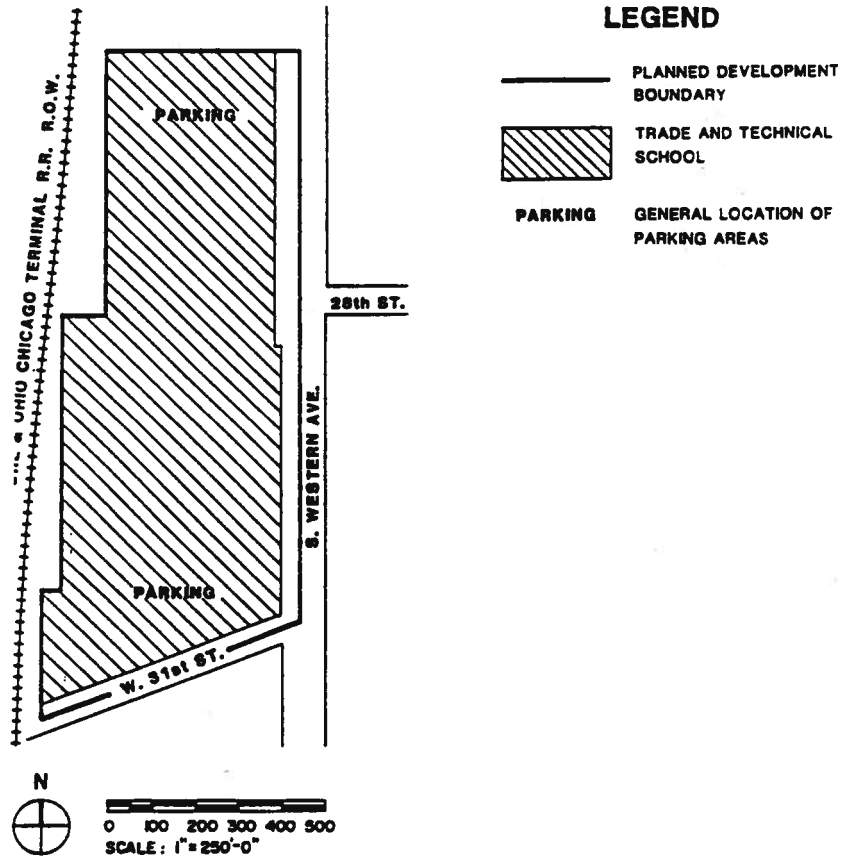 LEGEND
PLANNED DEVELOPMENT
BOUNDARY
TRADE AND TECHNICAL
SCHOOL
PARKING
GENERAL LOCATION OF
PARKING AREAS
PARKING
& OHIO CHICAGO TERMINAL R.R. R.O.W.
28th ST.
S. WESTERN AVE.
PARKING
W. 31st ST.
N
0 100 200 300 400 500
SCALE: 1"=250'-0"